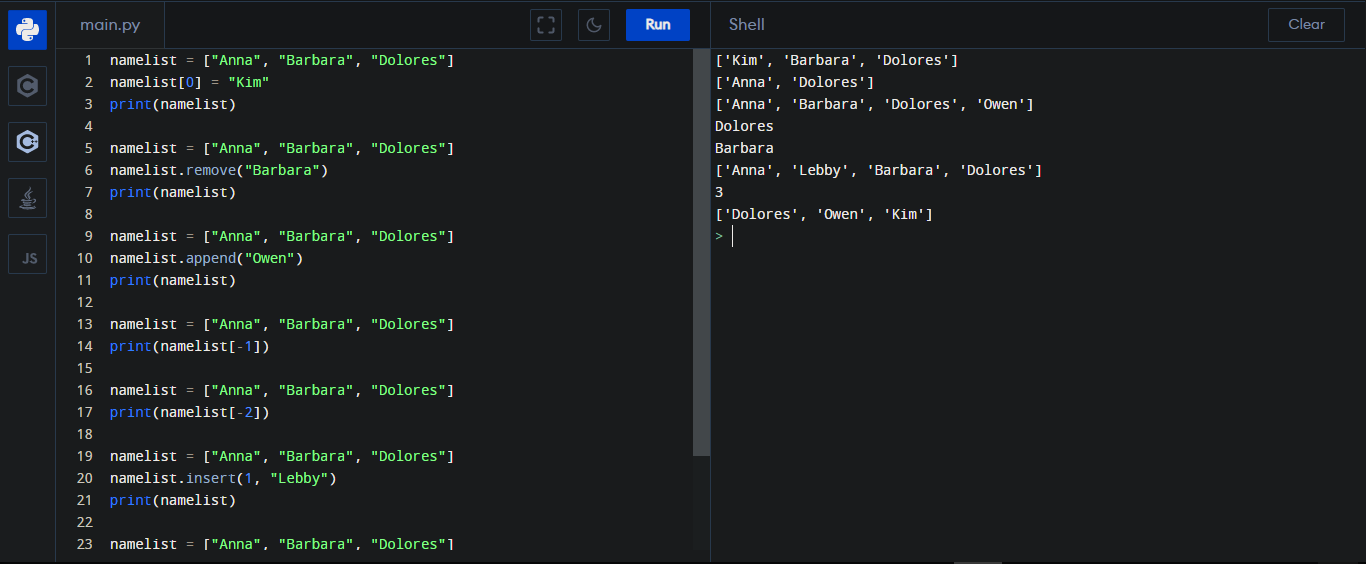 main.py
Run
Shell
Clear
JS
1 namelist = ["Anna", "Barbara", "Dolores"]
2 namelist[0] = "Kim"
3 print(namelist)
4
5 namelist = ["Anna", "Barbara", "Dolores"]
6 namelist.remove("Barbara")
7 print(namelist)
8
9 namelist = ["Anna", "Barbara", "Dolores"]
10 namelist.append("Owen")
11 print(namelist)
12
13 namelist = ["Anna", "Barbara", "Dolores"]
14 print(namelist[-1])
15
16 namelist = ["Anna", "Barbara", "Dolores"]
17 print(namelist[-2])
18
19 namelist = ["Anna", "Barbara", "Dolores"]
20 namelist.insert(1, "Lebby")
21 print(namelist)
22
23 namelist = ["Anna", "Barbara", "Dolores"]
['Kim', 'Barbara', 'Dolores']
['Anna', 'Dolores']
['Anna', 'Barbara', 'Dolores', 'Owen']
Dolores
Barbara
['Anna', 'Lebby', 'Barbara', 'Dolores']
3
['Dolores', 'Owen', 'Kim']
>